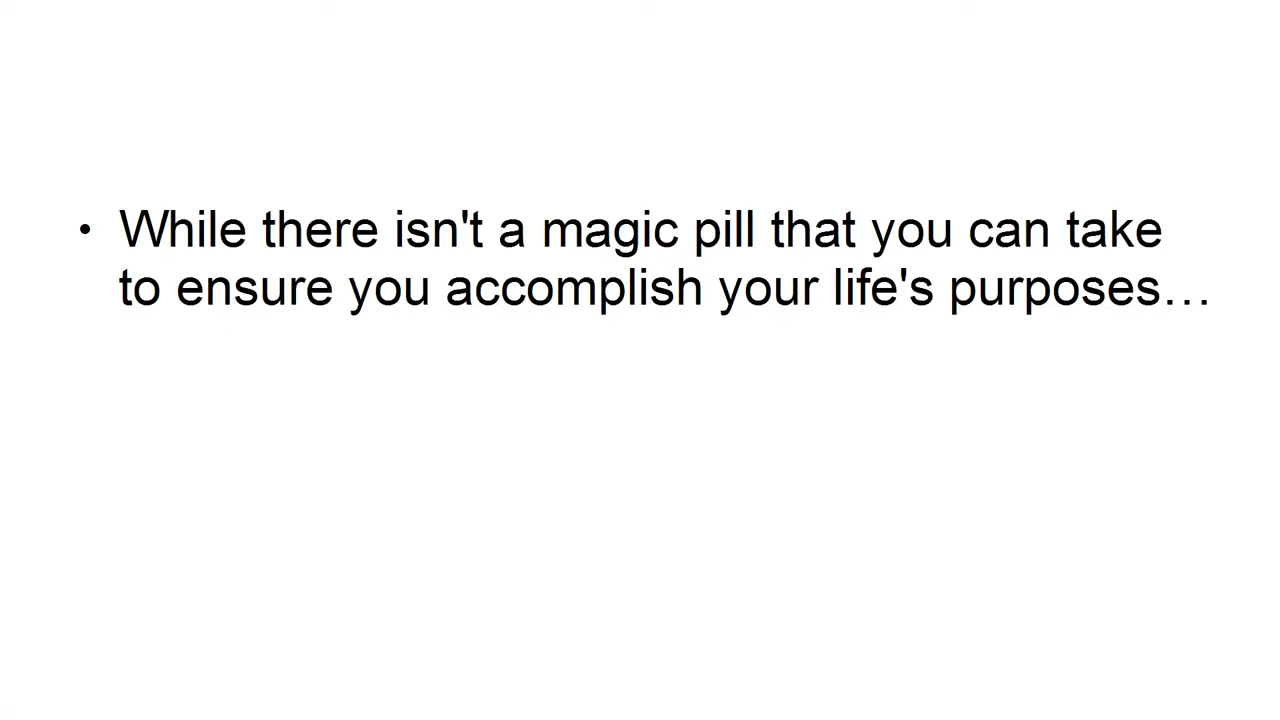 • While there isn't a magic pill that you can take
to ensure you accomplish your life's purposes…